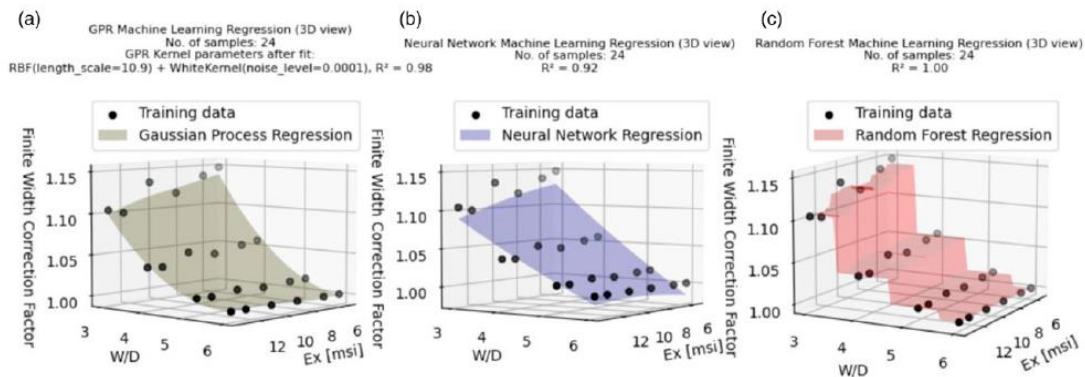 (a)
GPR Machine Learning Regression (3D view)
No. of samples: 24
GPR Kernel parameters after fit:
RBF(length_scale=10.9) + WhiteKernel(noise_level=0.0001), R² = 0.98
Training data
Gaussian Process Regression
Finite Width Correction Factor
1.15
1.10
1.05
1.00
3
4
5
6
W/D
12
10
8
6
Ex [msi]
(b)
Neural Network Machine Learning Regression (3D view)
No. of samples: 24
R² = 0.92
Training data
Neural Network Regression
Finite Width Correction Factor
1.15
1.10
1.05
1.00
3
4
5
6
W/D
12
10
8
6
Ex [msi]
(c)
Random Forest Machine Learning Regression (3D view)
No. of samples: 24
R² = 1.00
Training data
Random Forest Regression
Finite Width Correction Factor
1.15
1.10
1.05
1.00
3
4
5
6
W/D
12
10
8
6
Ex [msi]